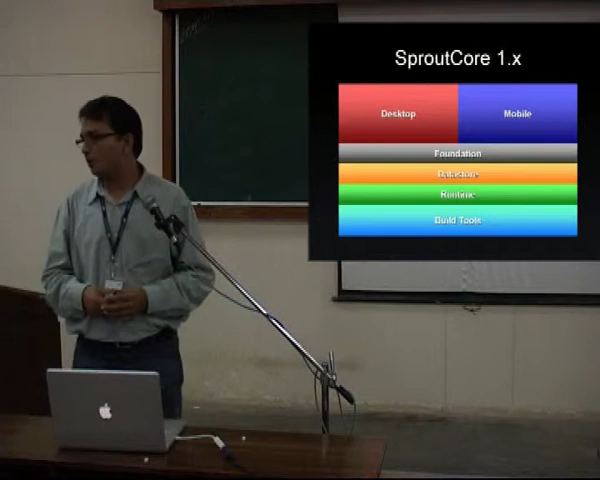 SproutCore 1.x
Desktop
Mobile
Foundation
Datastore
Runtime
Build Tools